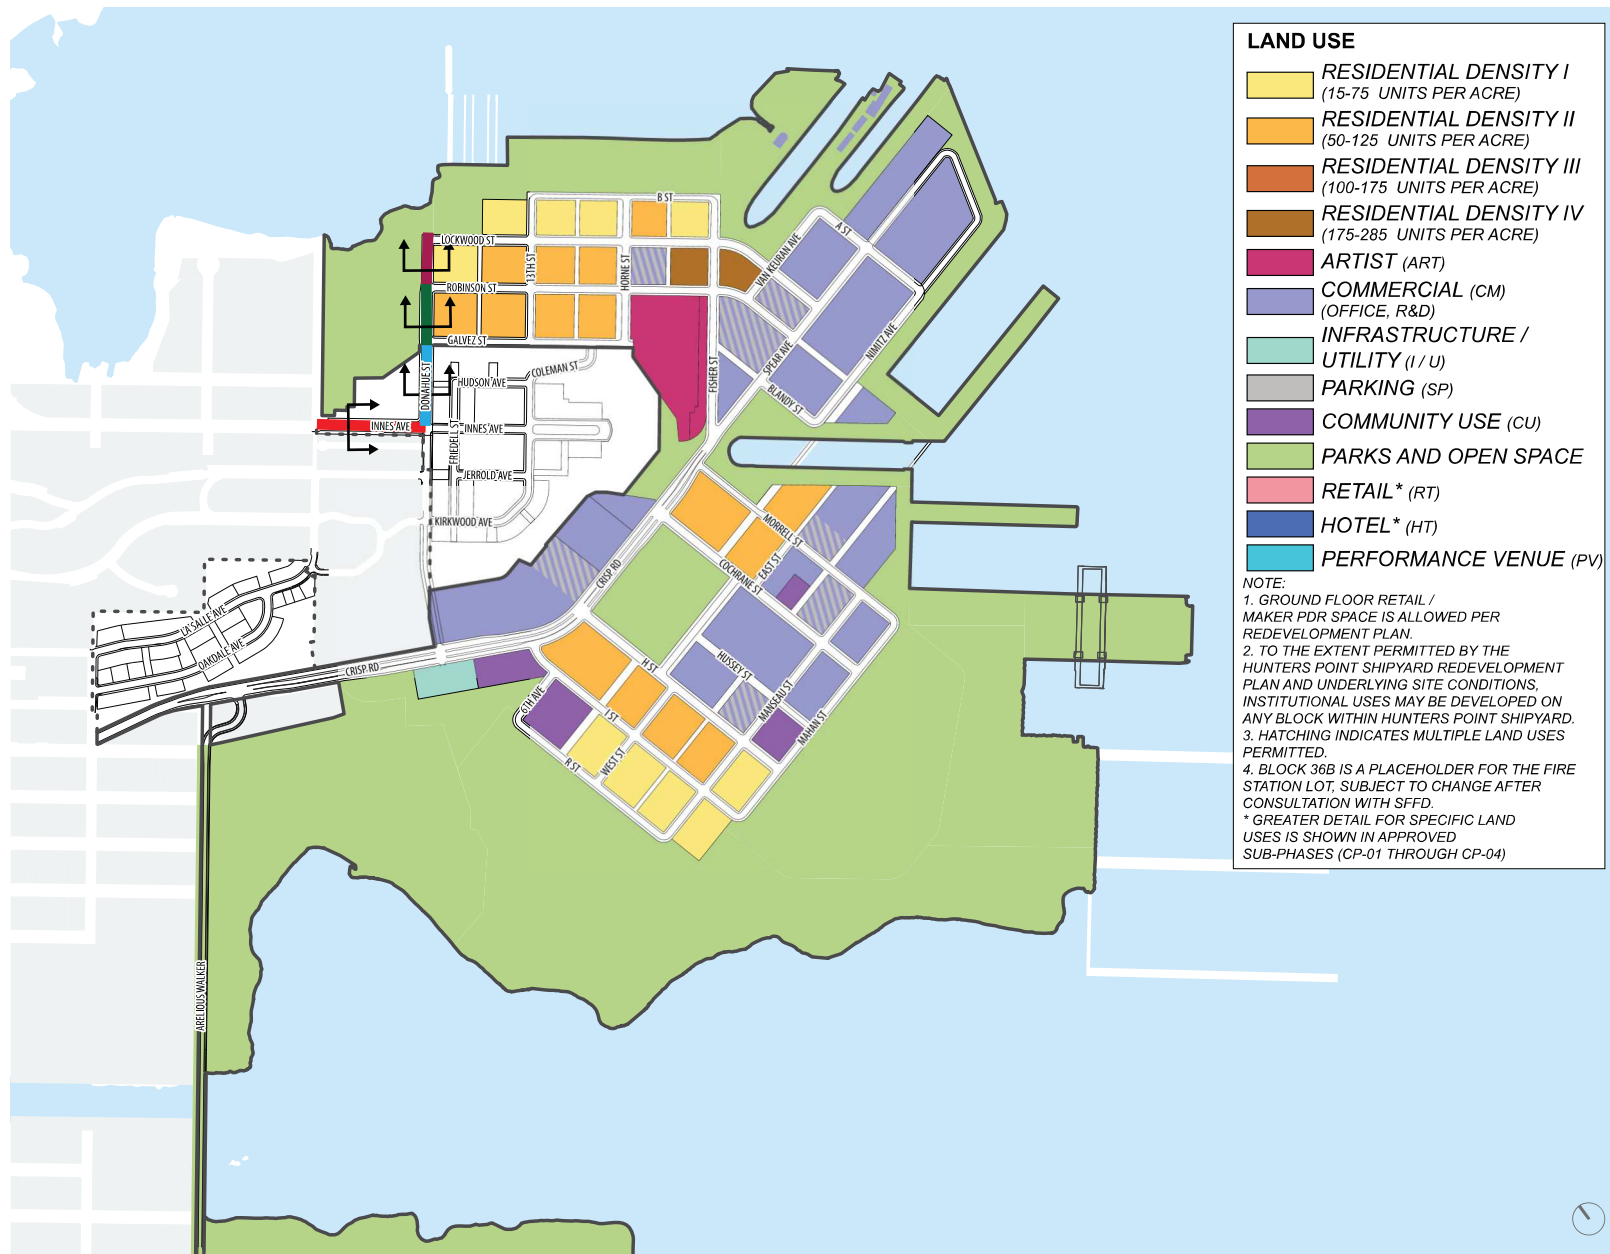 LAND USE
RESIDENTIAL DENSITY I
(15-75 UNITS PER ACRE)
RESIDENTIAL DENSITY II
(50-125 UNITS PER ACRE)
RESIDENTIAL DENSITY III
(100-175 UNITS PER ACRE)
RESIDENTIAL DENSITY IV
(175-285 UNITS PER ACRE)
ARTIST (ART)
COMMERCIAL (CM)
(OFFICE, R&D)
INFRASTRUCTURE /
UTILITY (I / U)
PARKING (SP)
COMMUNITY USE (CU)
PARKS AND OPEN SPACE
RETAIL* (RT)
HOTEL* (HT)
PERFORMANCE VENUE (PV)
NOTE:
1. GROUND FLOOR RETAIL /
MAKER PDR SPACE IS ALLOWED PER
REDEVELOPMENT PLAN.
2. TO THE EXTENT PERMITTED BY THE
HUNTERS POINT SHIPYARD REDEVELOPMENT
PLAN AND UNDERLYING SITE CONDITIONS,
INSTITUTIONAL USES MAY BE DEVELOPED ON
ANY BLOCK WITHIN HUNTERS POINT SHIPYARD.
3. HATCHING INDICATES MULTIPLE LAND USES
PERMITTED.
4. BLOCK 36B IS A PLACEHOLDER FOR THE FIRE
STATION LOT, SUBJECT TO CHANGE AFTER
CONSULTATION WITH SFFD.
* GREATER DETAIL FOR SPECIFIC LAND
USES IS SHOWN IN APPROVED
SUB-PHASES (CP-01 THROUGH CP-04)
B ST
LOCKWOOD ST
13TH ST
HORNE ST
ROBINSON ST
GALVEZ ST
VAN KEURAN AVE
A ST
SPEAR AVE
NIMITZ AVE
BLANDY ST
FISHER ST
COLEMAN ST
HUDSON AVE
DONAHUE ST
INNES AVE
FRIEDELL ST
INNES AVE
JERROLD AVE
KIRKWOOD AVE
CRISP RD
MORRELL ST
EAST ST
COCHRANE ST
LA SALLE AVE
OAKDALE AVE
CRISP RD
H ST
HUSSEY ST
MANSEAU ST
MAHAN ST
6TH AVE
I ST
WEST ST
R ST
ARELIOUS WALKER